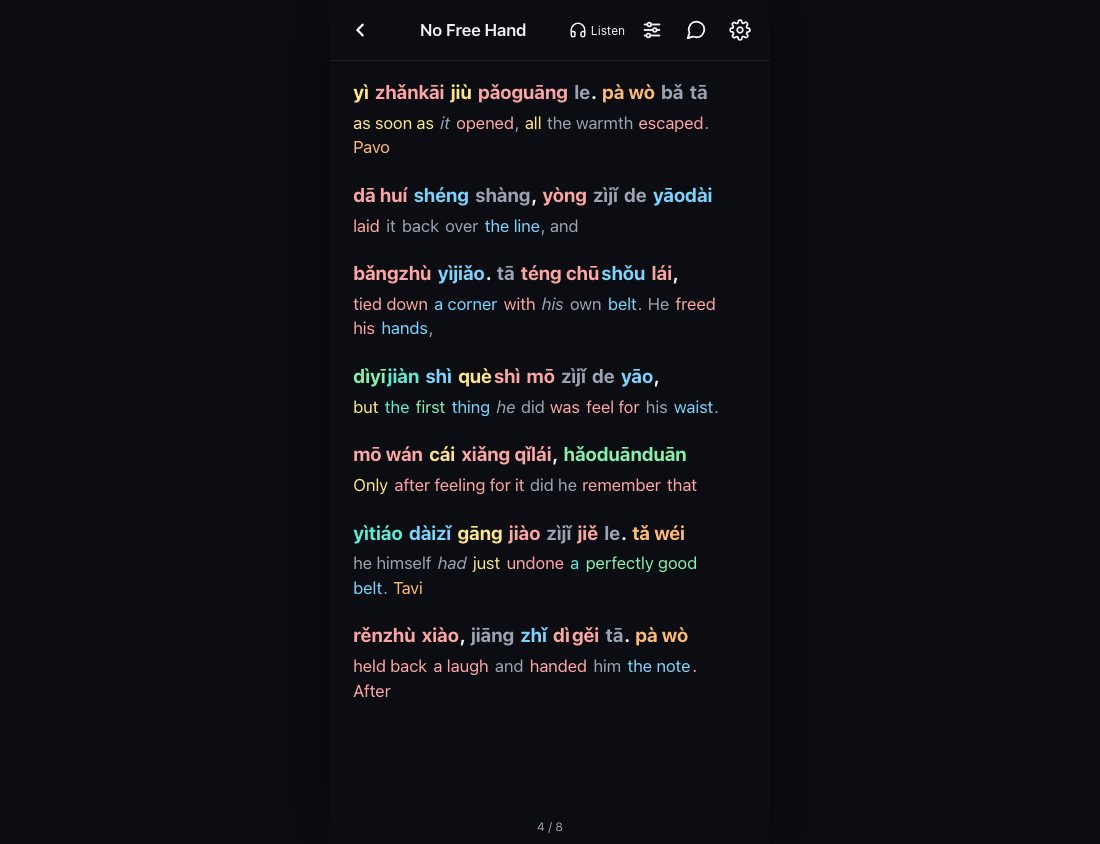 No Free Hand
Listen
yì zhǎnkāi jiù pǎoguāng le. pà wò bǎ tā
as soon as it opened, all the warmth escaped.
Pavo
dā huí shéng shàng, yòng zìjǐ de yāodài
laid it back over the line, and
bǎngzhù yìjiǎo. tā téng chū shǒu lái,
tied down a corner with his own belt. He freed
his hands,
dìyījiàn shì què shì mō zìjǐ de yāo,
but the first thing he did was feel for his waist.
mō wán cái xiǎng qǐlái, hǎoduānduān
Only after feeling for it did he remember that
yìtiáo dàizǐ gāng jiào zìjǐ jiě le. tǎ wéi
he himself had just undone a perfectly good
belt. Tavi
rěnzhù xiào, jiāng zhǐ dì gěi tā. pà wò
held back a laugh and handed him the note.
After
4 / 8